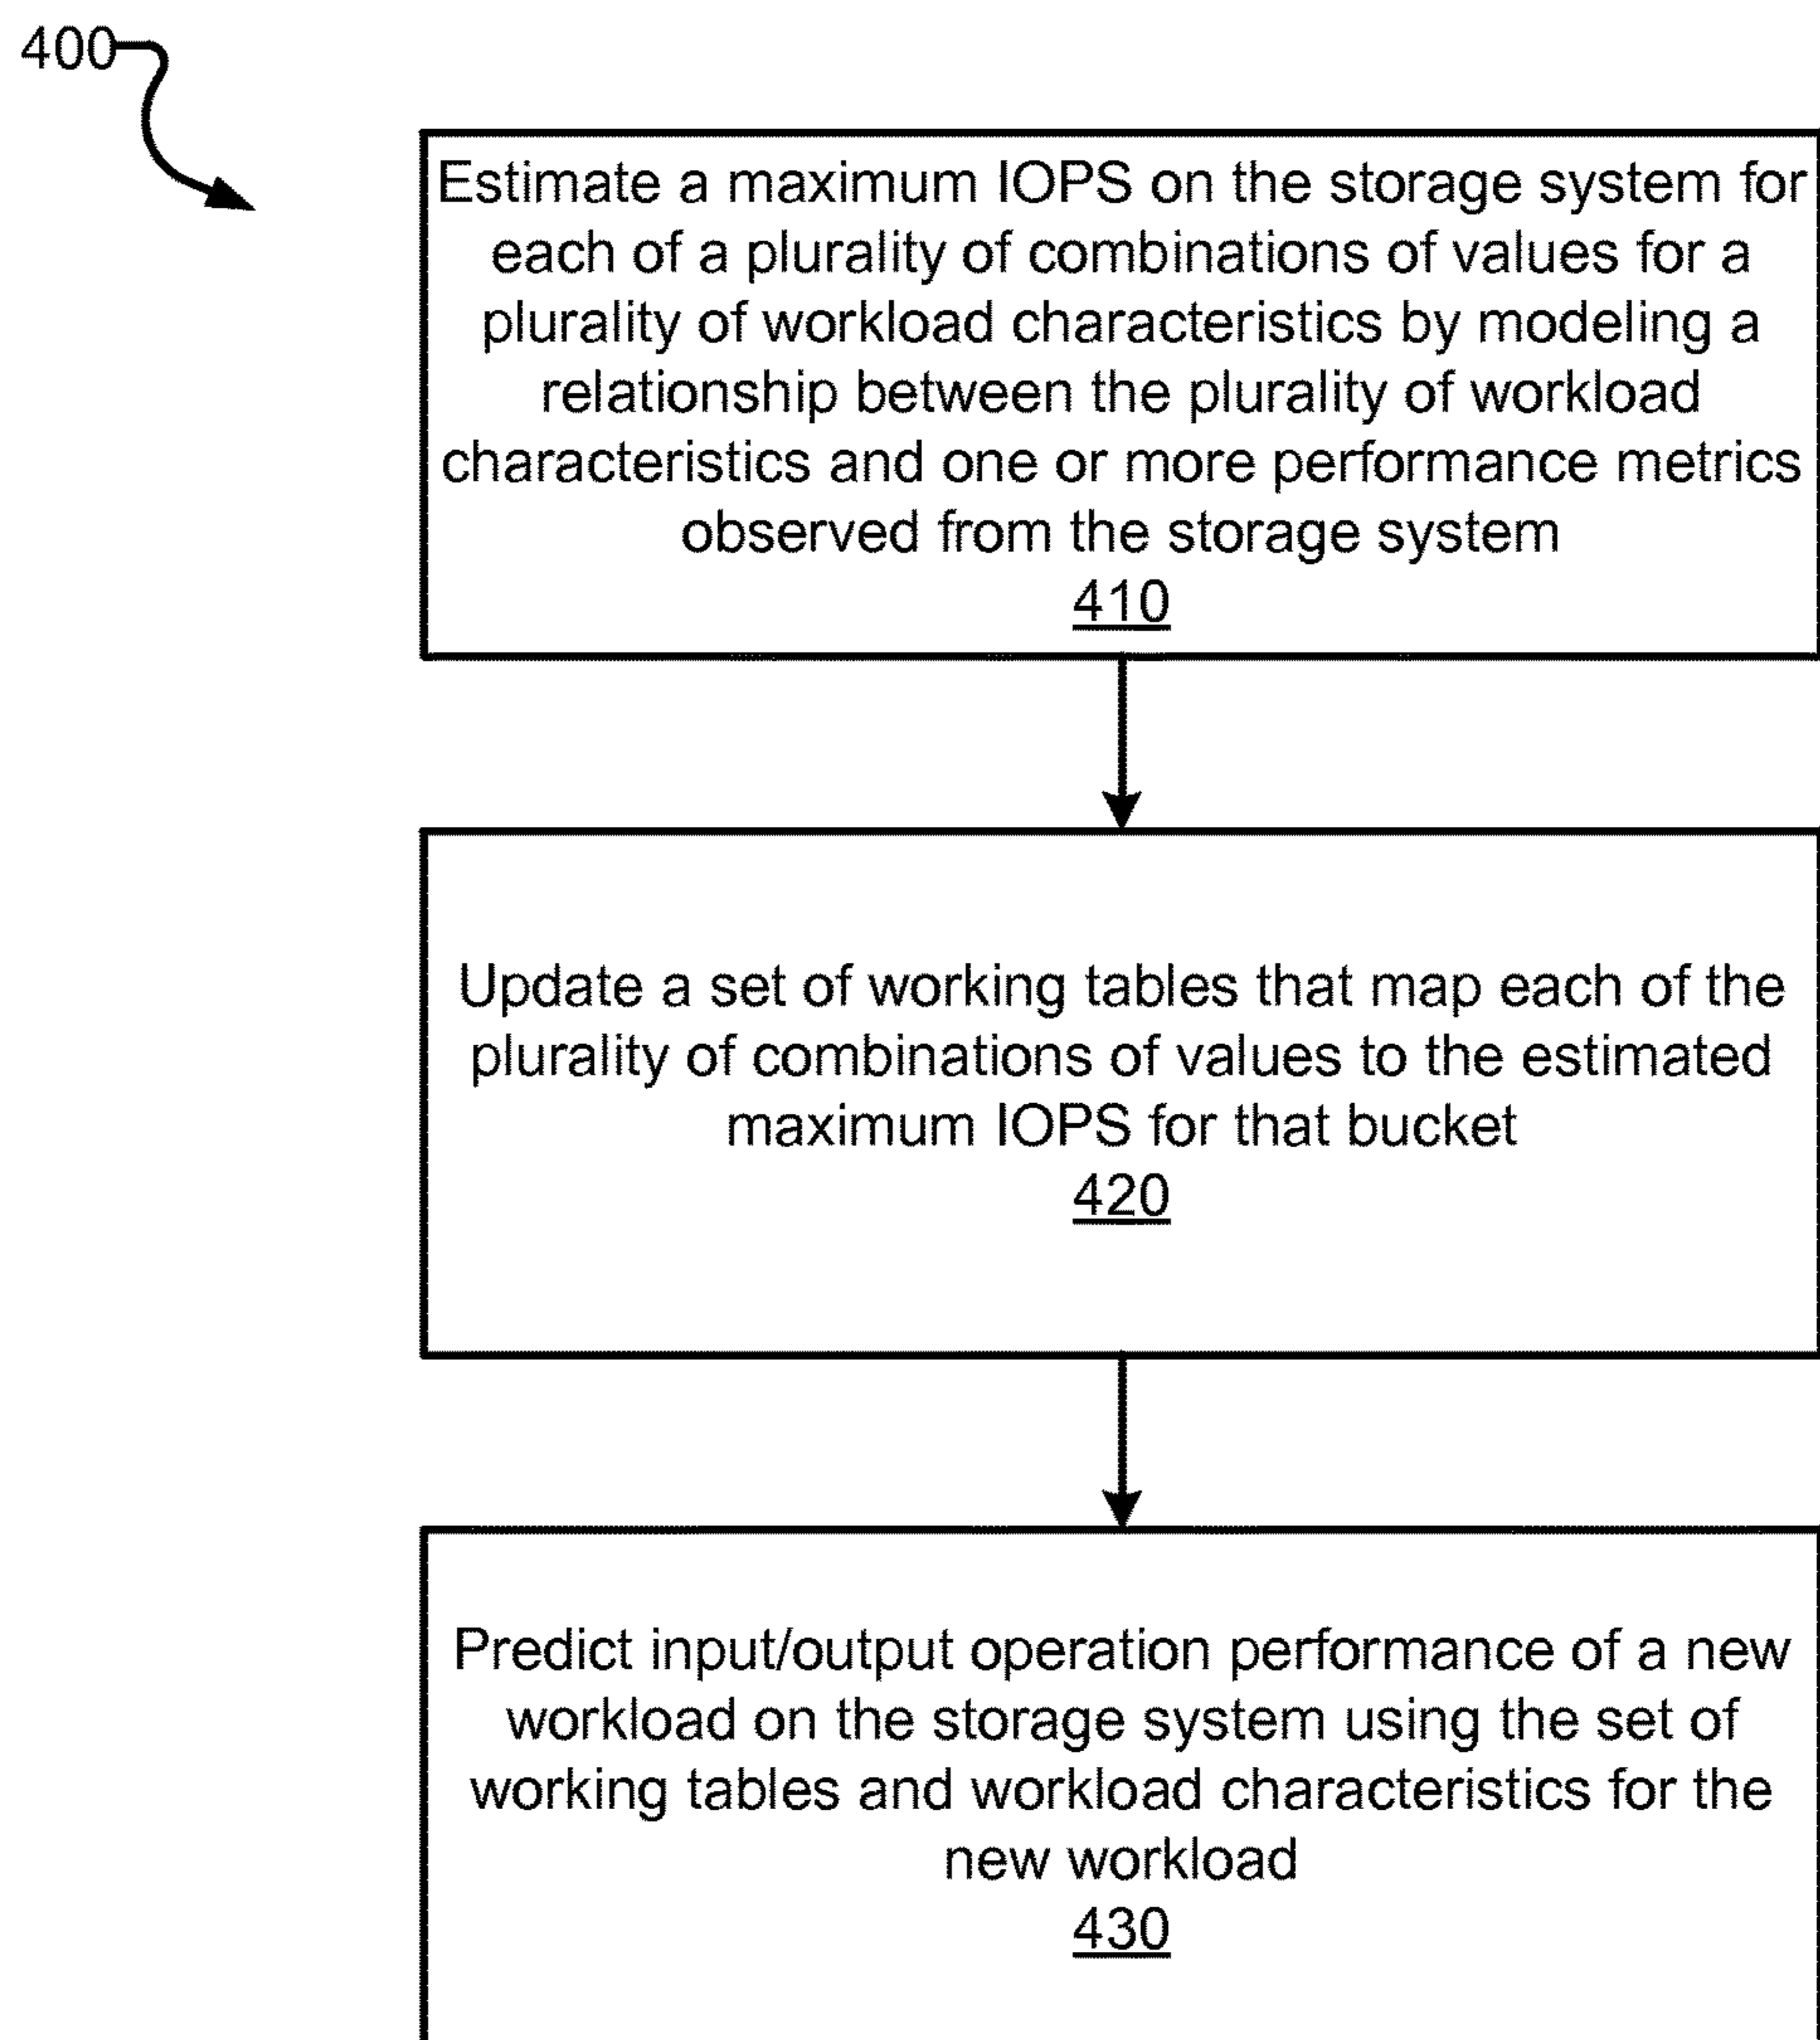 400
Estimate a maximum IOPS on the storage system for
each of a plurality of combinations of values for a
plurality of workload characteristics by modeling a
relationship between the plurality of workload
characteristics and one or more performance metrics
observed from the storage system
410
Update a set of working tables that map each of the
plurality of combinations of values to the estimated
maximum IOPS for that bucket
420
Predict input/output operation performance of a new
workload on the storage system using the set of
working tables and workload characteristics for the
new workload
430